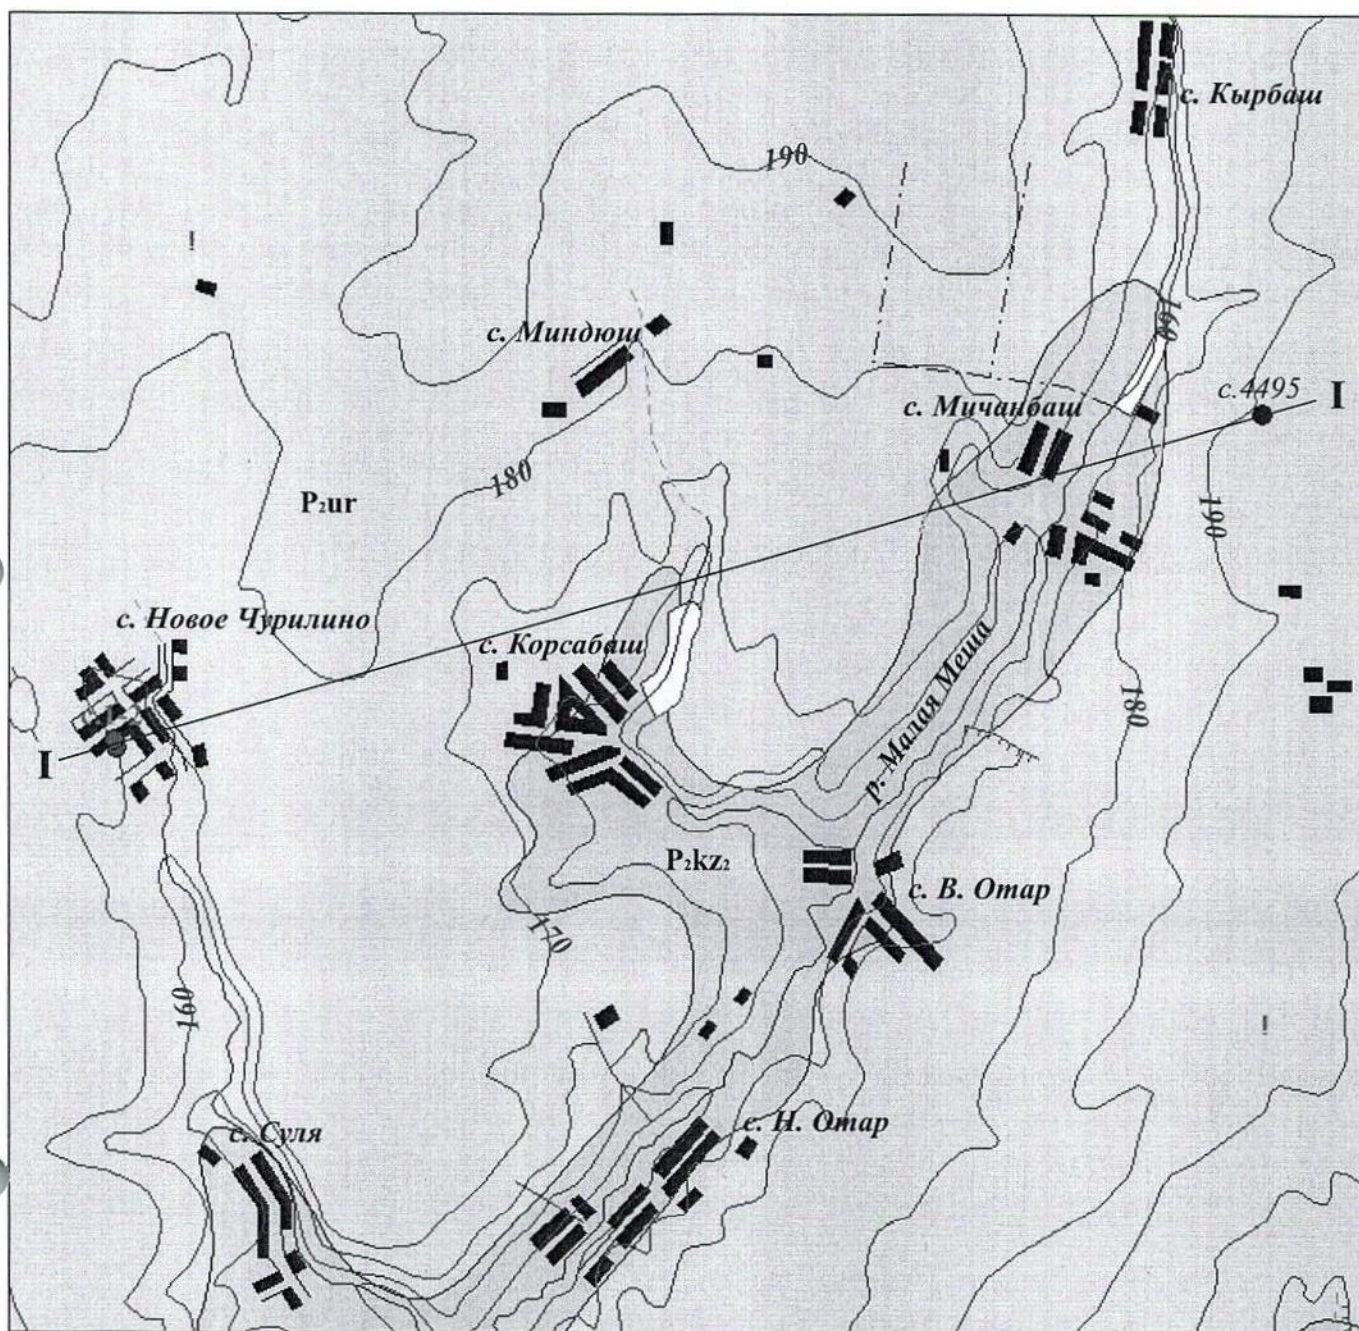 с. Кырбаш
190
160
с. Миндюш
с.4495
I
с. Мичанбаш
180
P₂ur
190
с. Новое Чурилино
с. Корсабаш
р. Малая Меша
180
I
P₂kz₂
с. В. Отар
170
160
с. Н. Отар
с. Суля